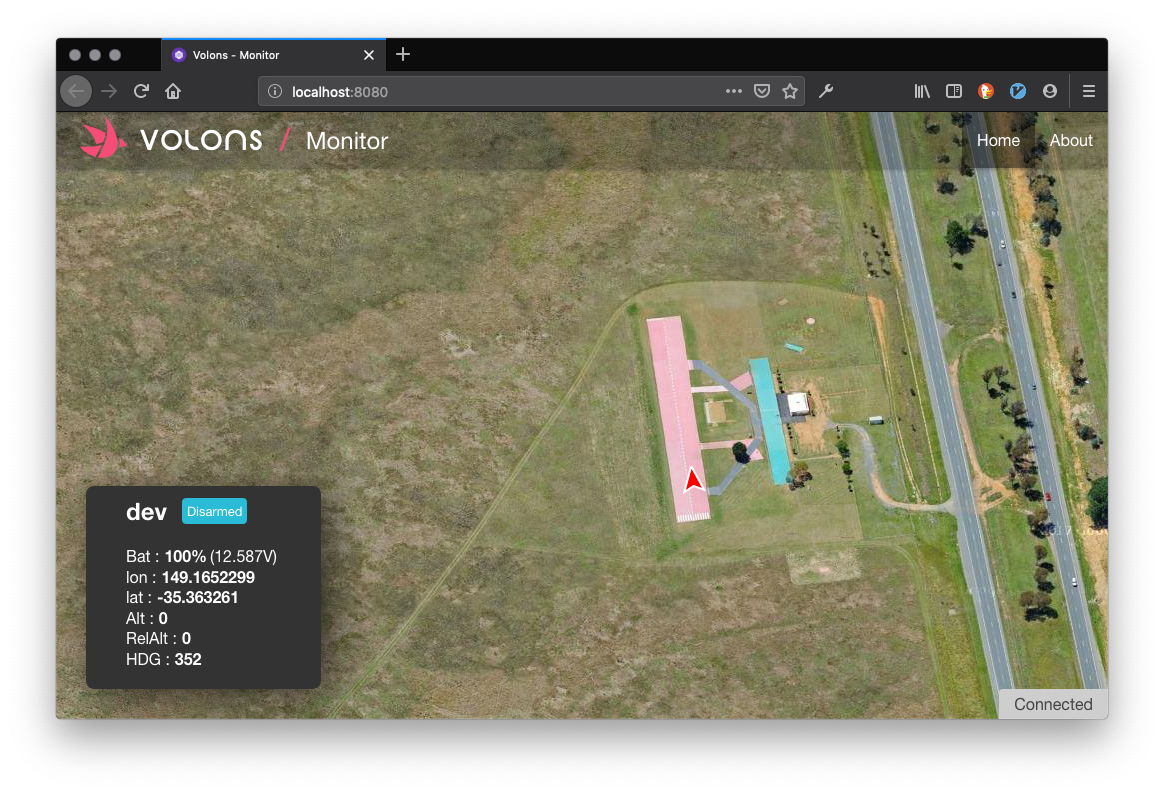 Volons - Monitor
localhost:8080
VOLONS / Monitor
Home
About
dev Disarmed
Bat : 100% (12.587V)
lon : 149.1652299
lat : -35.363261
Alt : 0
RelAlt : 0
HDG : 352
Connected